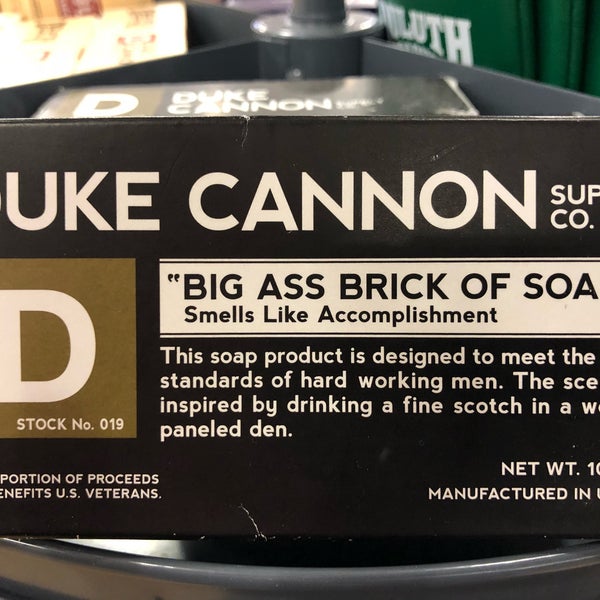 ULUTH
D DUKE
CANNON
DUKE CANNON SUP
CO.
D
STOCK No. 019
"BIG ASS BRICK OF SOA
Smells Like Accomplishment
This soap product is designed to meet the
standards of hard working men. The sce
inspired by drinking a fine scotch in a wo
paneled den.
PORTION OF PROCEEDS
ENEFITS U.S. VETERANS.
NET WT. 10
MANUFACTURED IN U